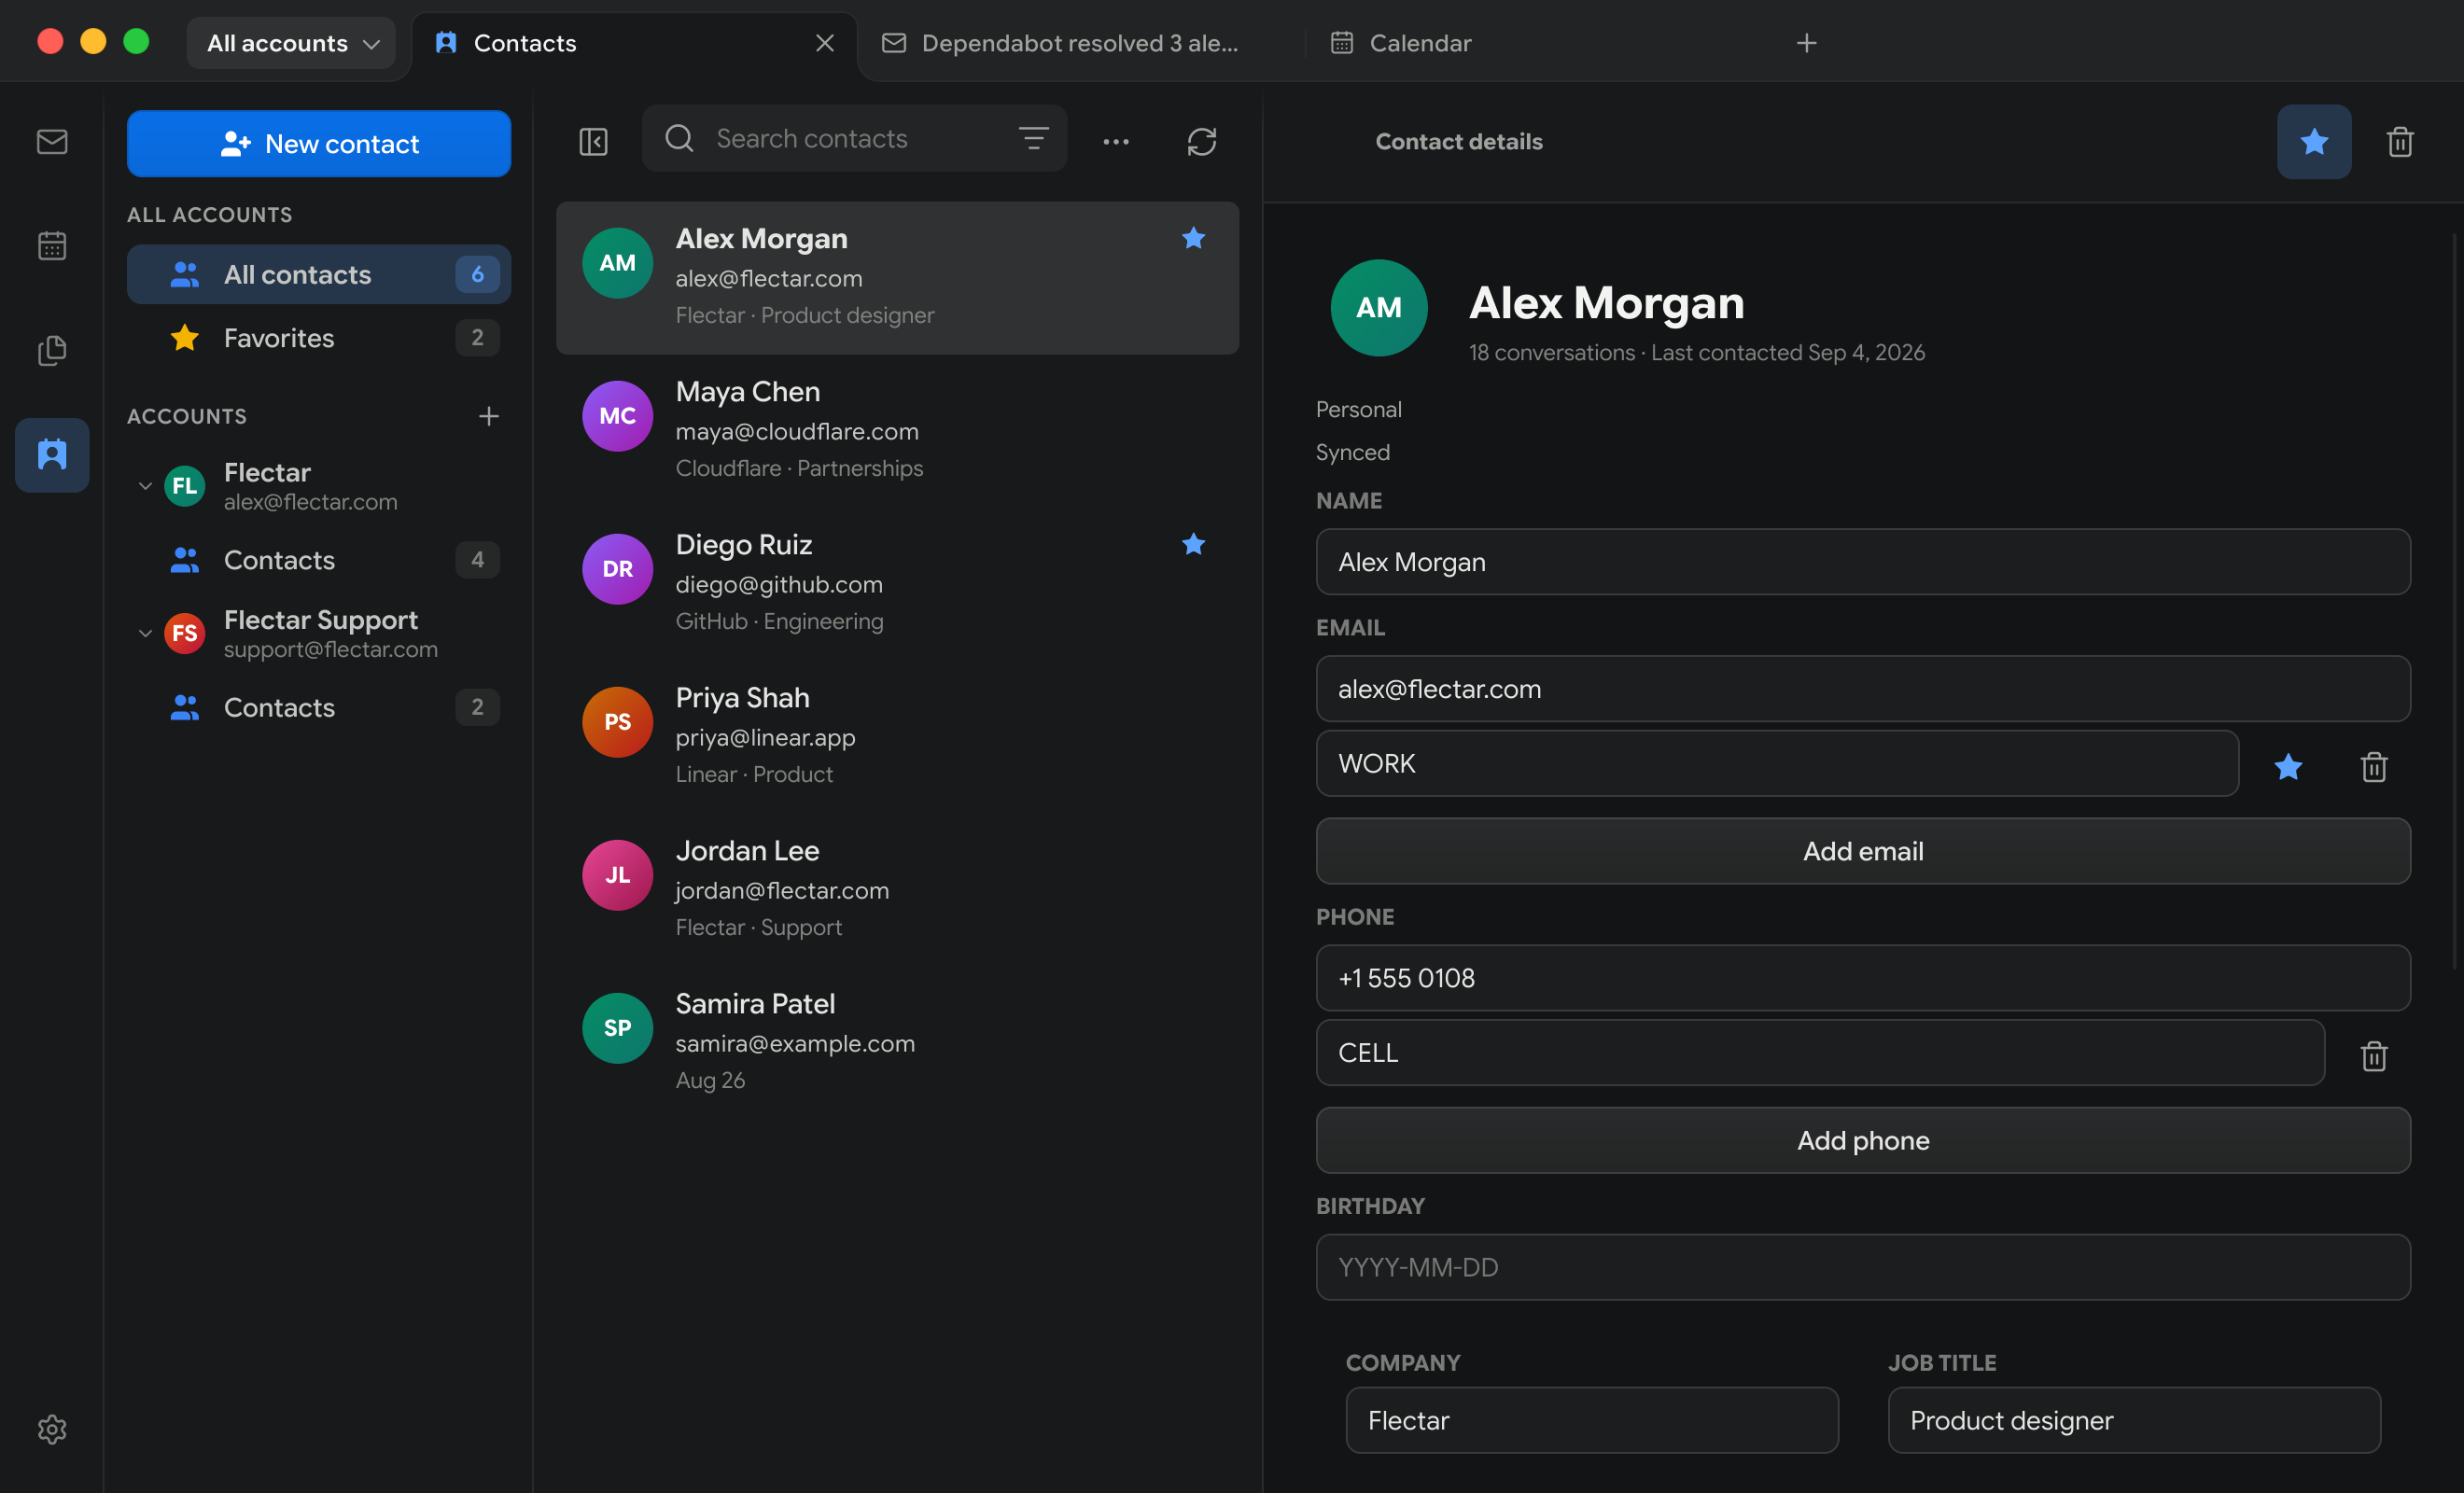 All accounts
Contacts
Dependabot resolved 3 ale...
Calendar
New contact
ALL ACCOUNTS
All contacts
6
Favorites
2
ACCOUNTS
FL
Flectar
alex@flectar.com
Contacts
4
FS
Flectar Support
support@flectar.com
Contacts
2
Search contacts
AM
Alex Morgan
alex@flectar.com
Flectar · Product designer
MC
Maya Chen
maya@cloudflare.com
Cloudflare · Partnerships
DR
Diego Ruiz
diego@github.com
GitHub · Engineering
PS
Priya Shah
priya@linear.app
Linear · Product
JL
Jordan Lee
jordan@flectar.com
Flectar · Support
SP
Samira Patel
samira@example.com
Aug 26
Contact details
AM
Alex Morgan
18 conversations · Last contacted Sep 4, 2026
Personal
Synced
NAME
Alex Morgan
EMAIL
alex@flectar.com
WORK
Add email
PHONE
+1 555 0108
CELL
Add phone
BIRTHDAY
YYYY-MM-DD
COMPANY
Flectar
JOB TITLE
Product designer